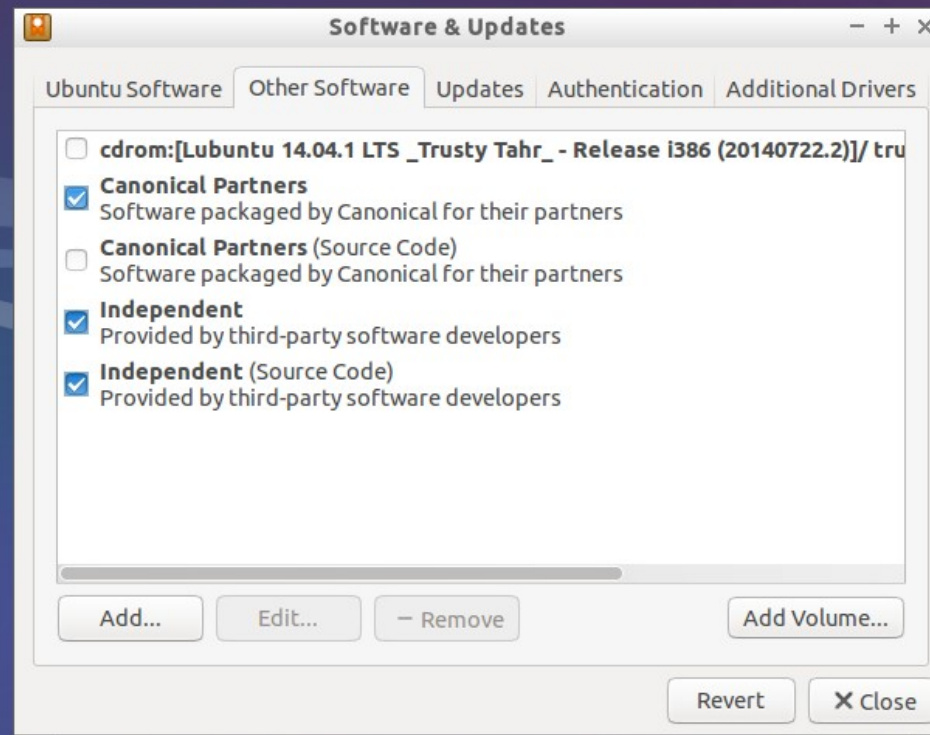 Software & Updates
Ubuntu Software Other Software Updates Authentication Additional Drivers
cdrom:[Lubuntu 14.04.1 LTS _Trusty Tahr_ - Release i386 (20140722.2)]/ tru
Canonical Partners
Software packaged by Canonical for their partners
Canonical Partners (Source Code)
Software packaged by Canonical for their partners
Independent
Provided by third-party software developers
Independent (Source Code)
Provided by third-party software developers
Add... Edit... − Remove Add Volume...
Revert Close